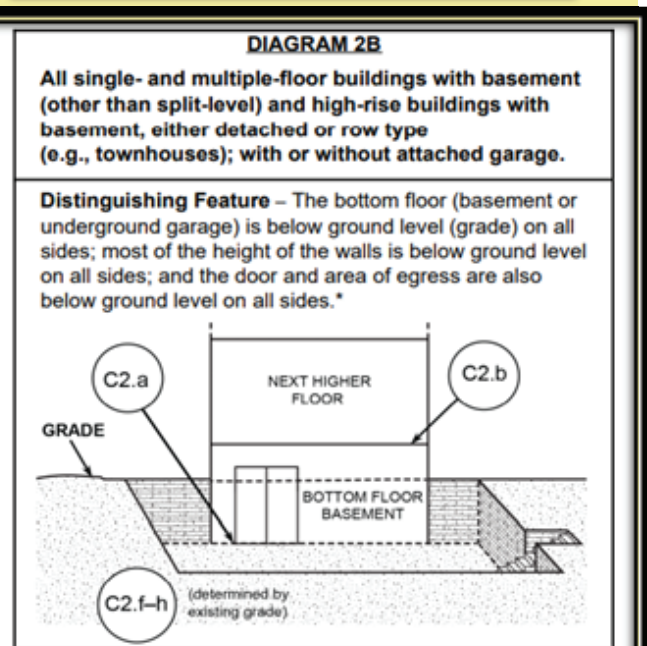 DIAGRAM 2B
All single- and multiple-floor buildings with basement
(other than split-level) and high-rise buildings with
basement, either detached or row type
(e.g., townhouses); with or without attached garage.
Distinguishing Feature – The bottom floor (basement or
underground garage) is below ground level (grade) on all
sides; most of the height of the walls is below ground level
on all sides; and the door and area of egress are also
below ground level on all sides.*
C2.a
NEXT HIGHER
FLOOR
C2.b
GRADE
BOTTOM FLOOR
BASEMENT
C2.f–h
(determined by
existing grade)